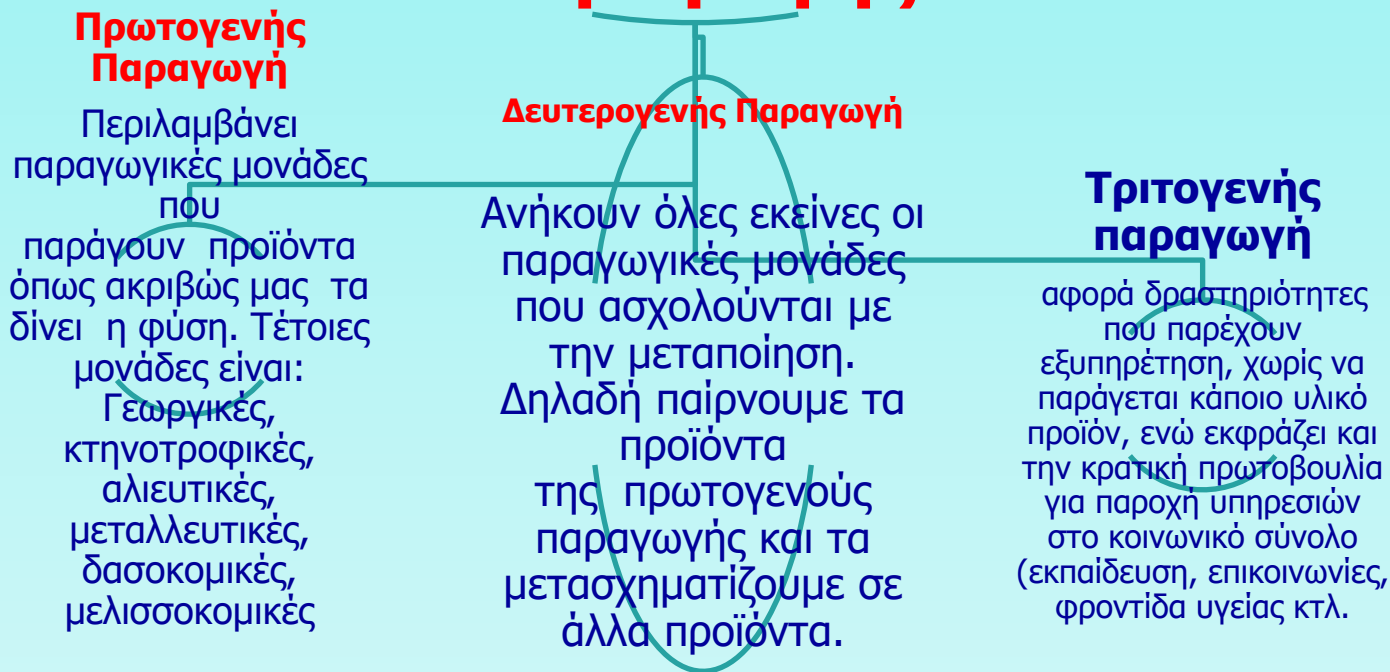 Πρωτογενής
Παραγωγή
Περιλαμβάνει
παραγωγικές μονάδες
που
παράγουν προϊόντα
όπως ακριβώς μας τα
δίνει η φύση. Τέτοιες
μονάδες είναι:
Γεωργικές,
κτηνοτροφικές,
αλιευτικές,
μεταλλευτικές,
δασοκομικές,
μελισσοκομικές
Δευτερογενής Παραγωγή
Ανήκουν όλες εκείνες οι
παραγωγικές μονάδες
που ασχολούνται με
την μεταποίηση.
Δηλαδή παίρνουμε τα
προϊόντα
της πρωτογενούς
παραγωγής και τα
μετασχηματίζουμε σε
άλλα προϊόντα.
Τριτογενής
παραγωγή
αφορά δραστηριότητες
που παρέχουν
εξυπηρέτηση, χωρίς να
παράγεται κάποιο υλικό
προϊόν, ενώ εκφράζει και
την κρατική πρωτοβουλία
για παροχή υπηρεσιών
στο κοινωνικό σύνολο
(εκπαίδευση, επικοινωνίες,
φροντίδα υγείας κτλ.